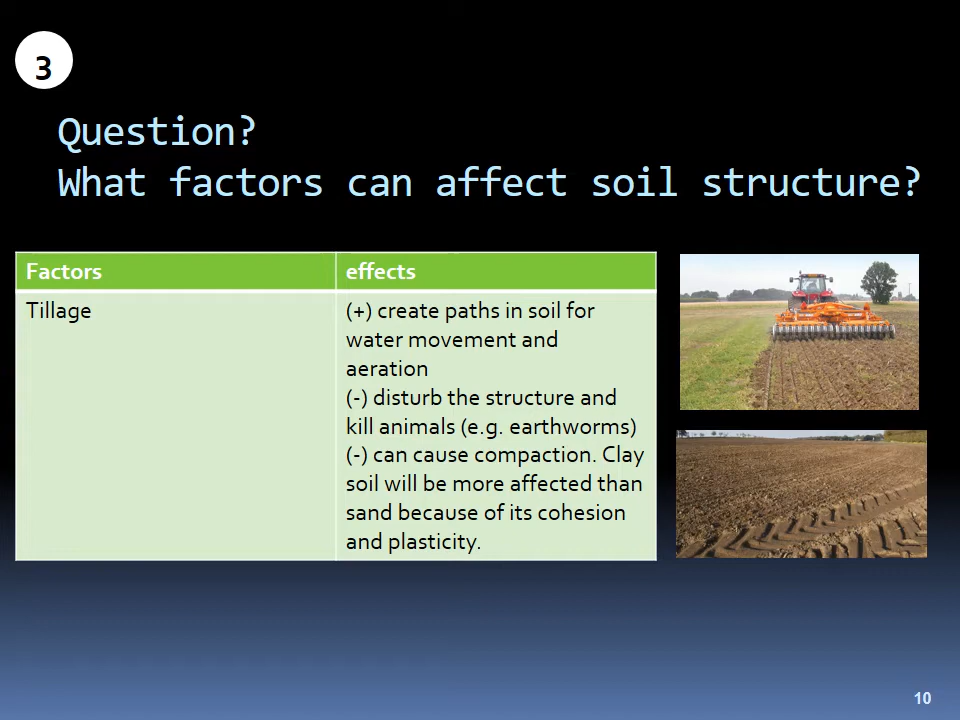 3
Question?
What factors can affect soil structure?
Factors
effects
Tillage
(+) create paths in soil for
water movement and
aeration
(-) disturb the structure and
kill animals (e.g. earthworms)
(-) can cause compaction. Clay
soil will be more affected than
sand because of its cohesion
and plasticity.
10